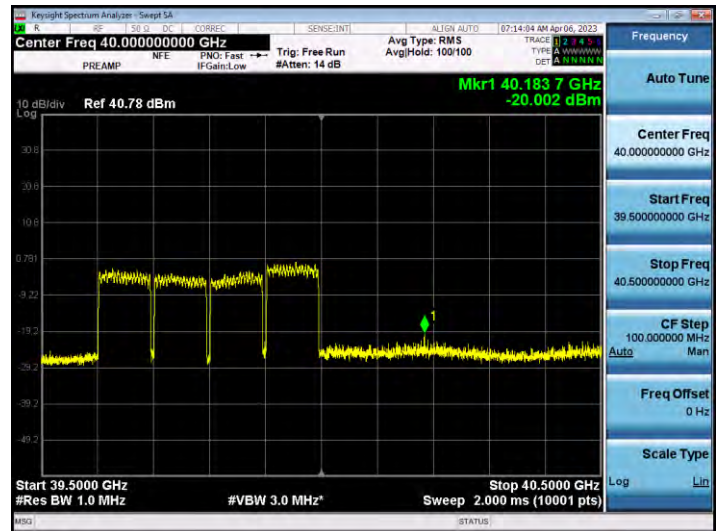 Keysight Spectrum Analyzer - Swept SA
R RF 50 Ω DC CORREC SENSE:INT ALIGN AUTO 07:14:04 AM Apr 06, 2023
Center Freq 40.000000000 GHz
PREAMP NFE PNO: Fast IFGain:Low
Trig: Free Run
#Atten: 14 dB
Avg Type: RMS
Avg|Hold: 100/100
TRACE 1 2 3 4 5 6
TYPE A WWWWW
DET A N N N N N
Mkr1 40.183 7 GHz
-20.002 dBm
10 dB/div Ref 40.78 dBm
Log
30.8
20.8
10.8
0.781
-9.22
-19.2
-29.2
-39.2
-49.2
1
Start 39.5000 GHz Stop 40.5000 GHz
#Res BW 1.0 MHz #VBW 3.0 MHz* Sweep 2.000 ms (10001 pts)
MSG STATUS
Frequency
Auto Tune
Center Freq
40.000000000 GHz
Start Freq
39.500000000 GHz
Stop Freq
40.500000000 GHz
CF Step
100.000000 MHz
Auto Man
Freq Offset
0 Hz
Scale Type
Log Lin